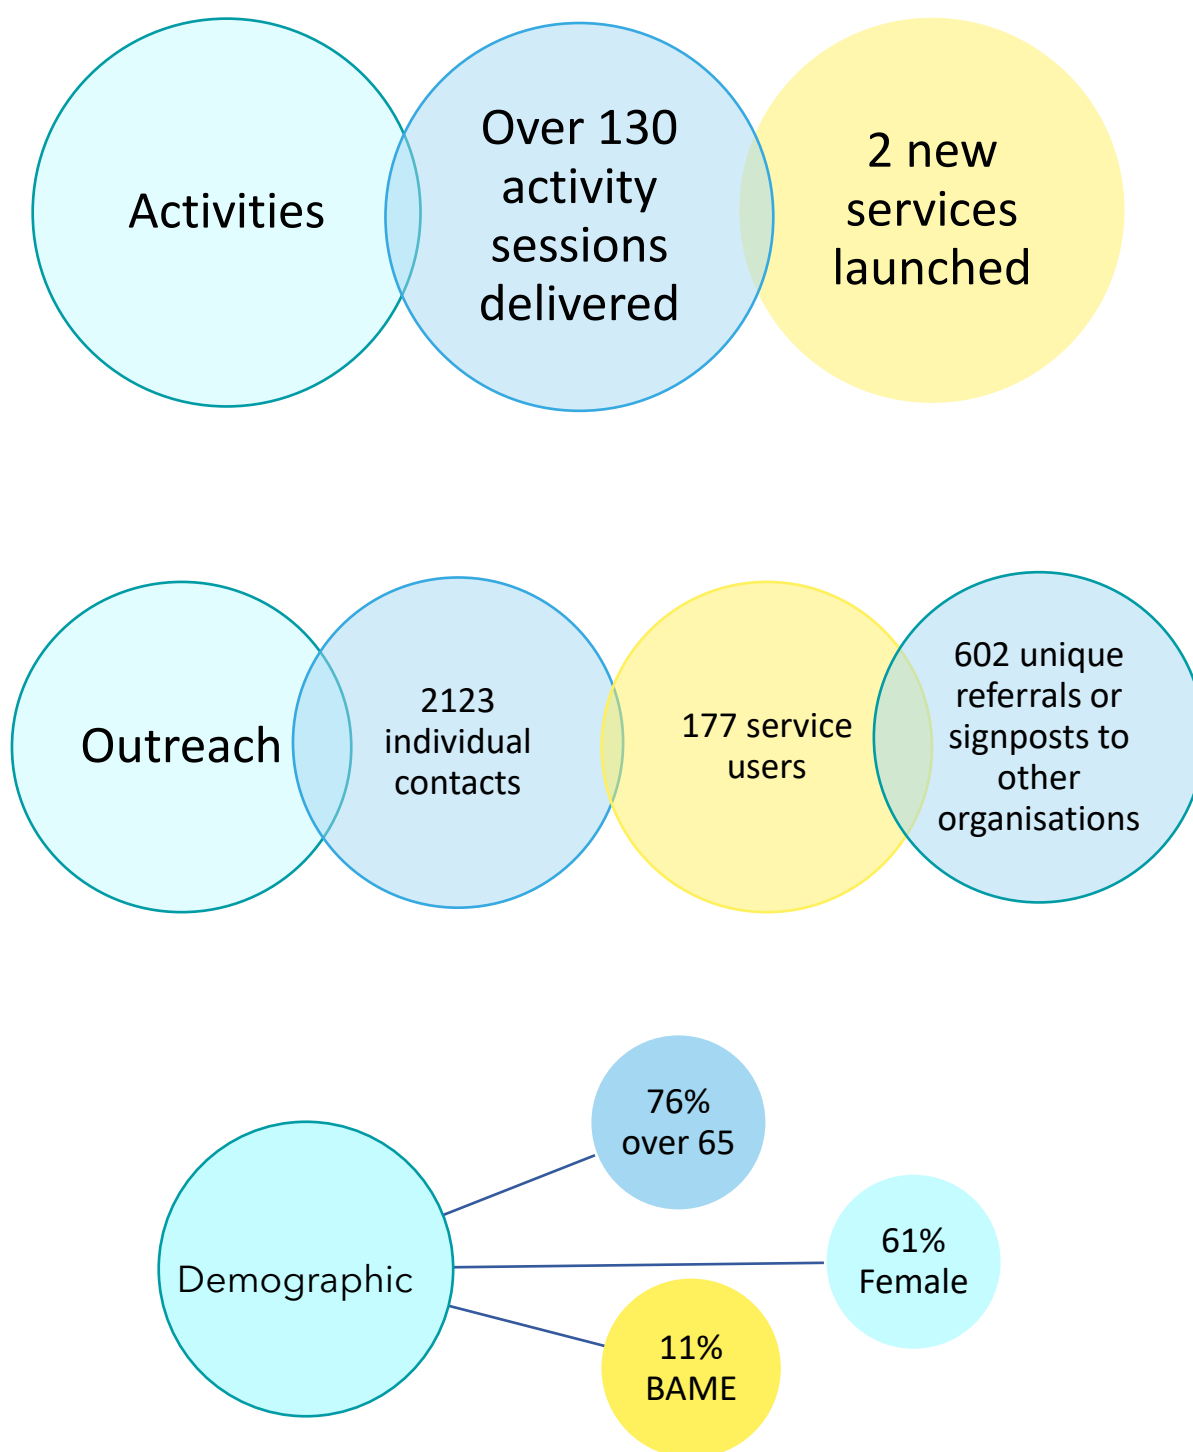 Activities
Over 130
activity
sessions
delivered
2 new
services
launched
Outreach
2123
individual
contacts
177 service
users
602 unique
referrals or
signposts to
other
organisations
Demographic
76%
over 65
61%
Female
11%
BAME